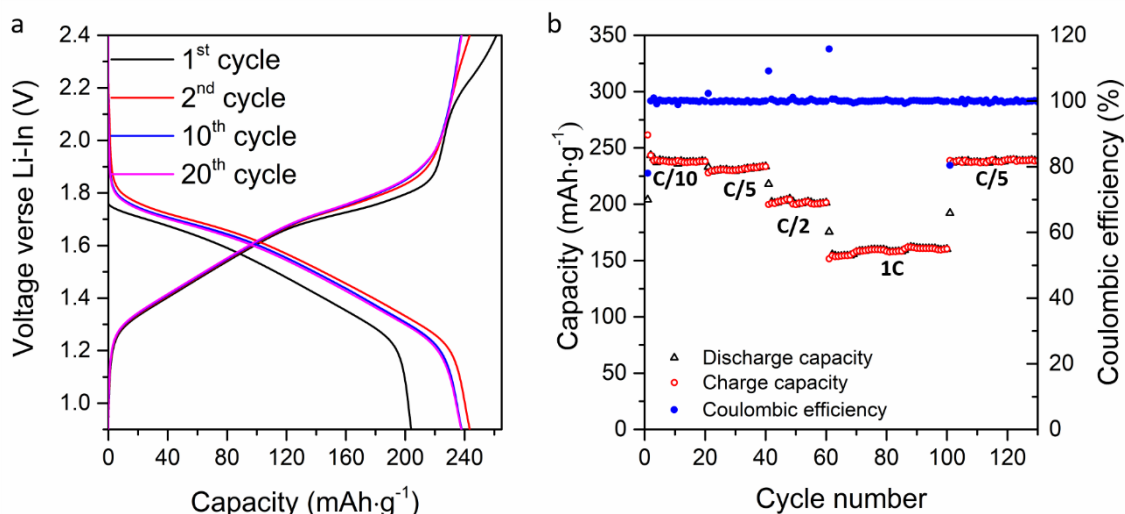 a
Voltage verse Li-In (V)
2.4
2.2
2.0
1.8
1.6
1.4
1.2
1.0
1st cycle
2nd cycle
10th cycle
20th cycle
0 40 80 120 160 200 240
Capacity (mAh·g-1)
b
Capacity (mAh·g-1)
350
300
250
200
150
100
50
0
C/10
C/5
C/2
1C
C/5
Discharge capacity
Charge capacity
Coulombic efficiency
0 20 40 60 80 100 120
Cycle number
120
100
80
60
40
20
0
Coulombic efficiency (%)